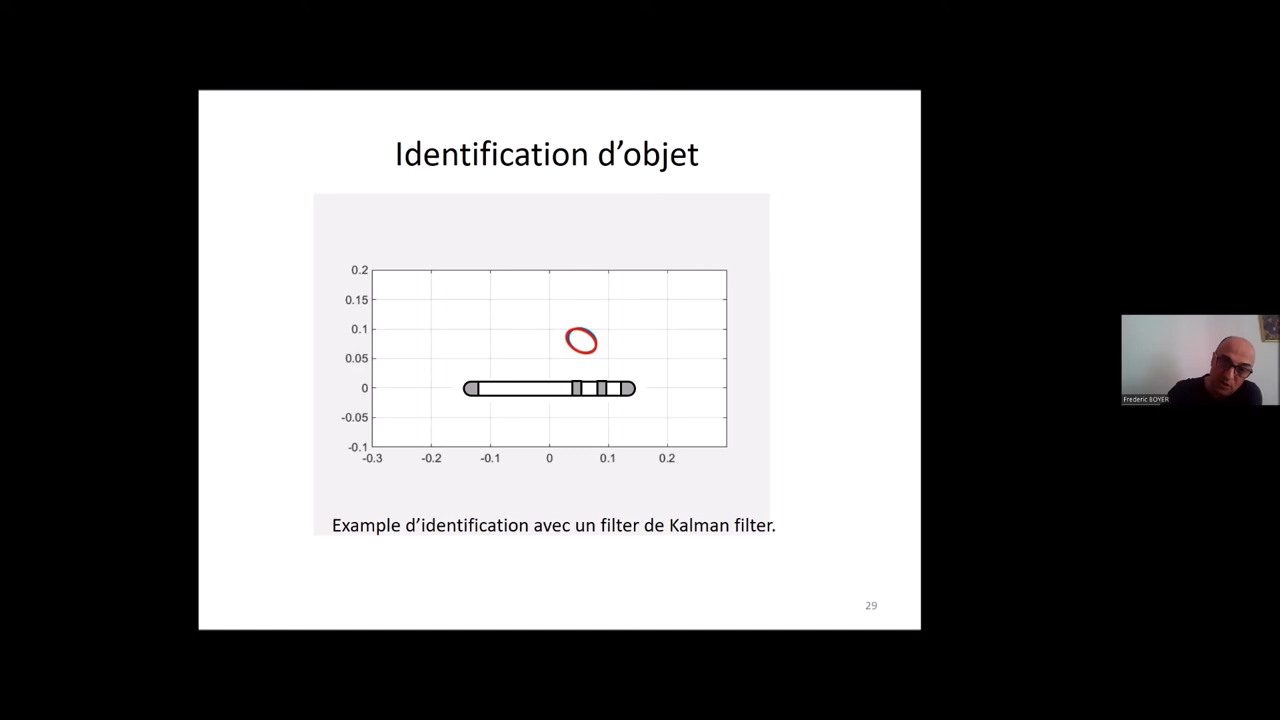 Identification d’objet
0.2
0.15
0.1
0.05
0
-0.05
-0.1
-0.3 -0.2 -0.1 0 0.1 0.2
Example d’identification avec un filter de Kalman filter.
29
Frederic BOYER